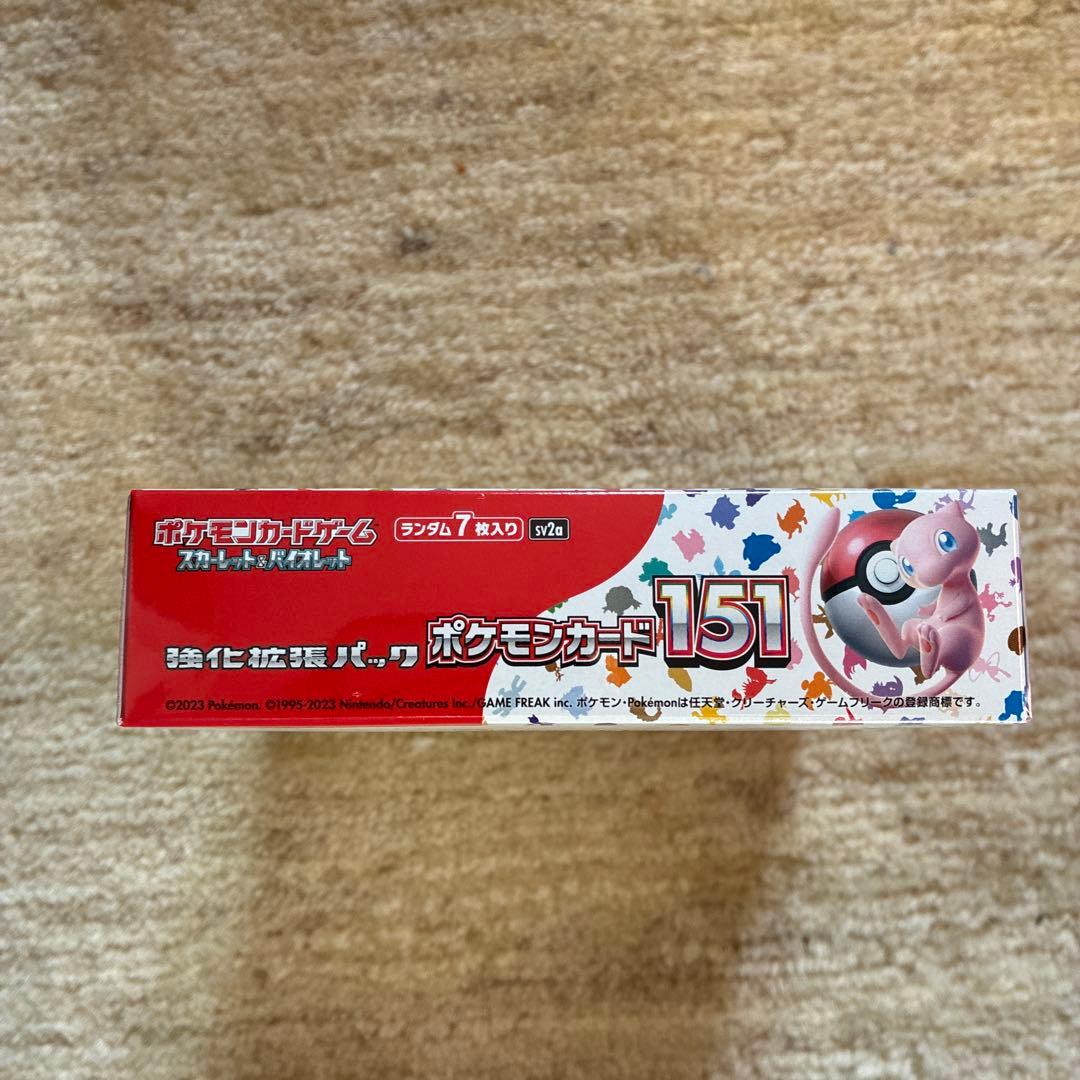 ポケモンカードゲーム
スカーレット&バイオレット
ランダム7枚入り
sv2a
強化拡張パック
ポケモンカード151
©2023 Pokémon. ©1995-2023 Nintendo/Creatures Inc./GAME FREAK inc. ポケモン・Pokémonは任天堂・クリーチャーズ・ゲームフリークの登録商標です。